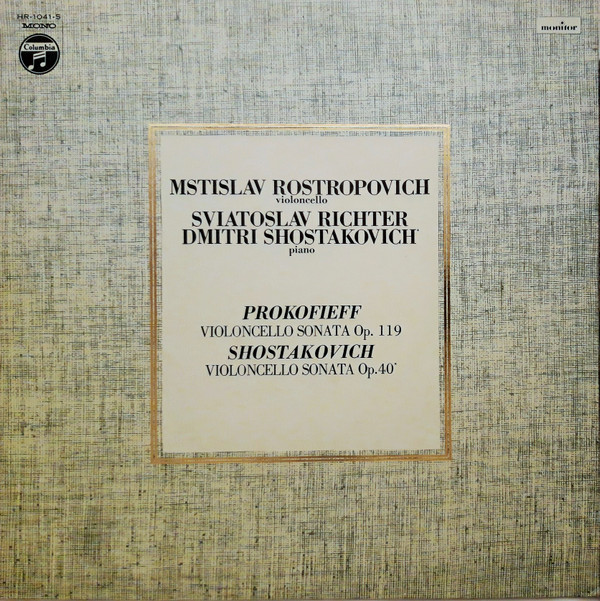 HR-1041-S
MONO
Columbia
monitor
MSTISLAV ROSTROPOVICH
violoncello
SVIATOSLAV RICHTER
DMITRI SHOSTAKOVICH*
piano
PROKOFIEFF
VIOLONCELLO SONATA Op. 119
SHOSTAKOVICH
VIOLONCELLO SONATA Op.40*